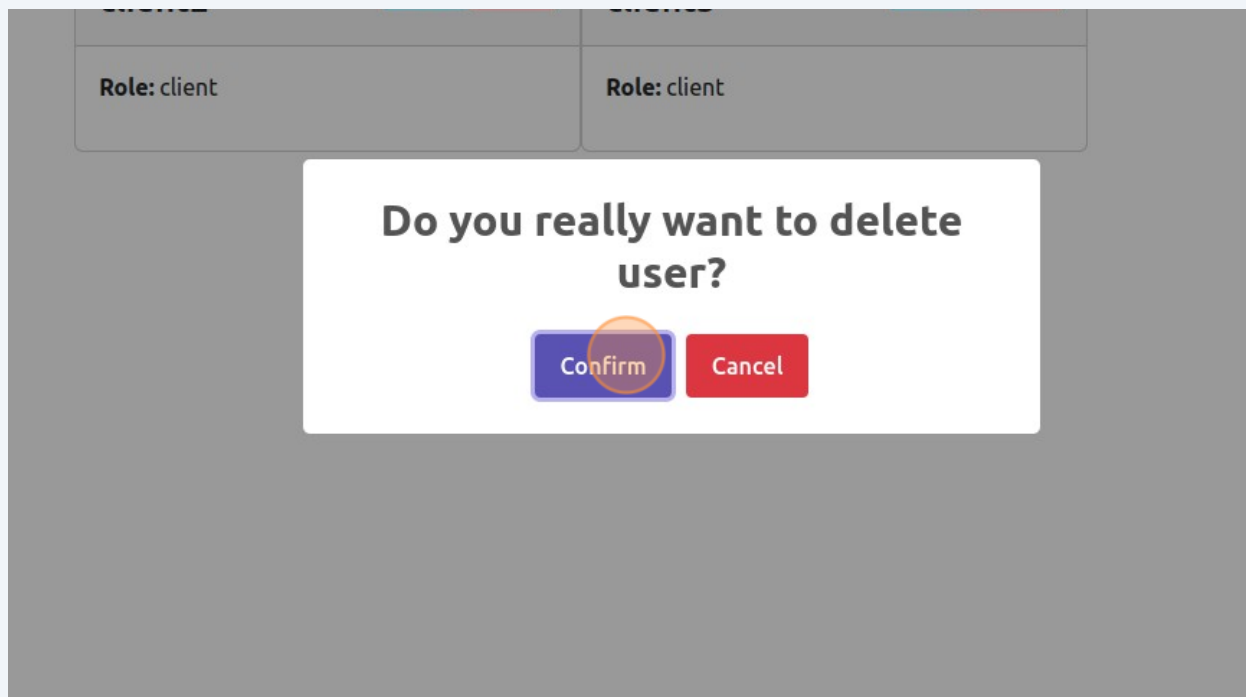 Role: client
Role: client
Do you really want to delete
user?
Confirm
Cancel